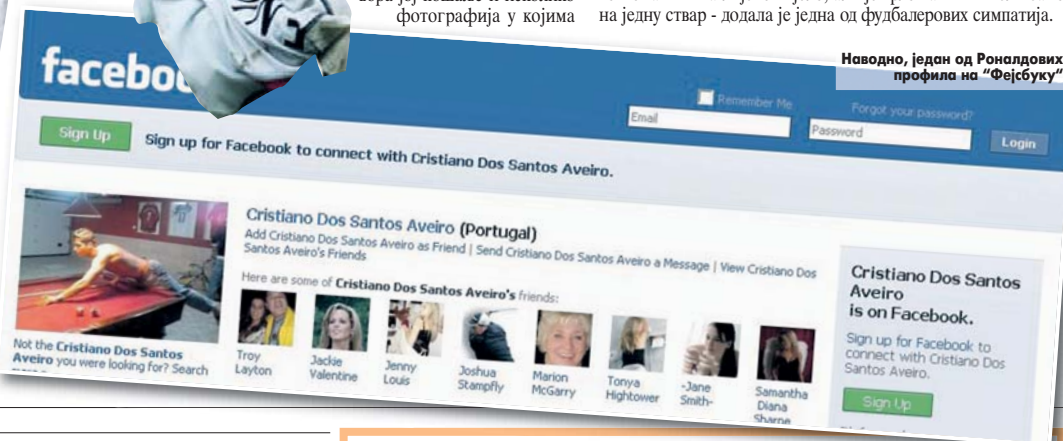 фотографија у којима
на једну ствар - додала је једна од фудбалерових симпатија.
Наводно, један од Роналдових
профила на “Фејсбуку”
Remember Me
Forgot your password?
Email
Password
Login
Sign Up
Sign up for Facebook to connect with Cristiano Dos Santos Aveiro.
Cristiano Dos Santos Aveiro (Portugal)
Add Cristiano Dos Santos Aveiro as Friend | Send Cristiano Dos Santos Aveiro a Message | View Cristiano Dos
Santos Aveiro's Friends
Here are some of Cristiano Dos Santos Aveiro's friends:
Troy
Layton
Jackie
Valentine
Jenny
Louis
Joshua
Stampfly
Marion
McGarry
Tonya
Hightower
-Jane
Smith-
Samantha
Diana
Not the Cristiano Dos Santos
Aveiro you were looking for? Search
Cristiano Dos Santos
Aveiro
is on Facebook.
Sign up for Facebook to
connect with Cristiano Dos
Santos Aveiro.
Sign Up